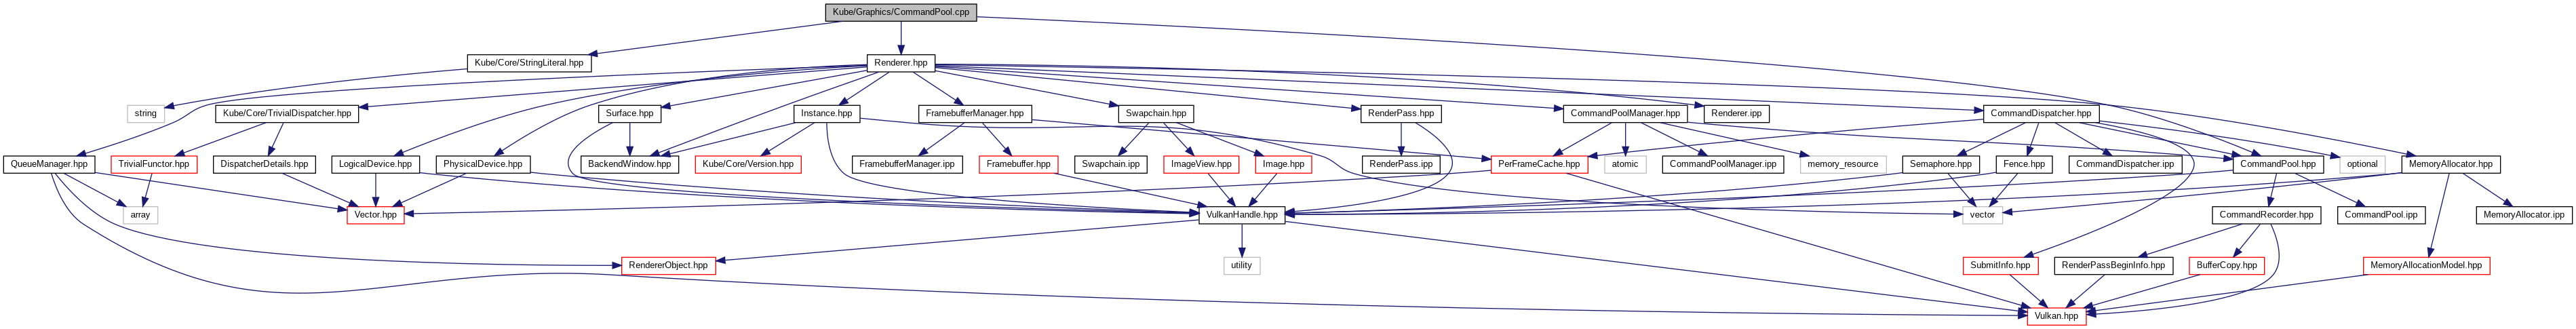 Kube/Graphics/CommandPool.cpp
Kube/Core/StringLiteral.hpp
Renderer.hpp
string
Kube/Core/TrivialDispatcher.hpp
Surface.hpp
Instance.hpp
FramebufferManager.hpp
Swapchain.hpp
RenderPass.hpp
CommandPoolManager.hpp
Renderer.ipp
CommandDispatcher.hpp
QueueManager.hpp
TrivialFunctor.hpp
DispatcherDetails.hpp
LogicalDevice.hpp
PhysicalDevice.hpp
BackendWindow.hpp
Kube/Core/Version.hpp
FramebufferManager.ipp
Framebuffer.hpp
Swapchain.ipp
ImageView.hpp
Image.hpp
RenderPass.ipp
PerFrameCache.hpp
atomic
CommandPoolManager.ipp
memory_resource
Semaphore.hpp
Fence.hpp
CommandDispatcher.ipp
CommandPool.hpp
optional
MemoryAllocator.hpp
array
Vector.hpp
VulkanHandle.hpp
vector
CommandRecorder.hpp
CommandPool.ipp
MemoryAllocator.ipp
RendererObject.hpp
utility
SubmitInfo.hpp
RenderPassBeginInfo.hpp
BufferCopy.hpp
MemoryAllocationModel.hpp
Vulkan.hpp